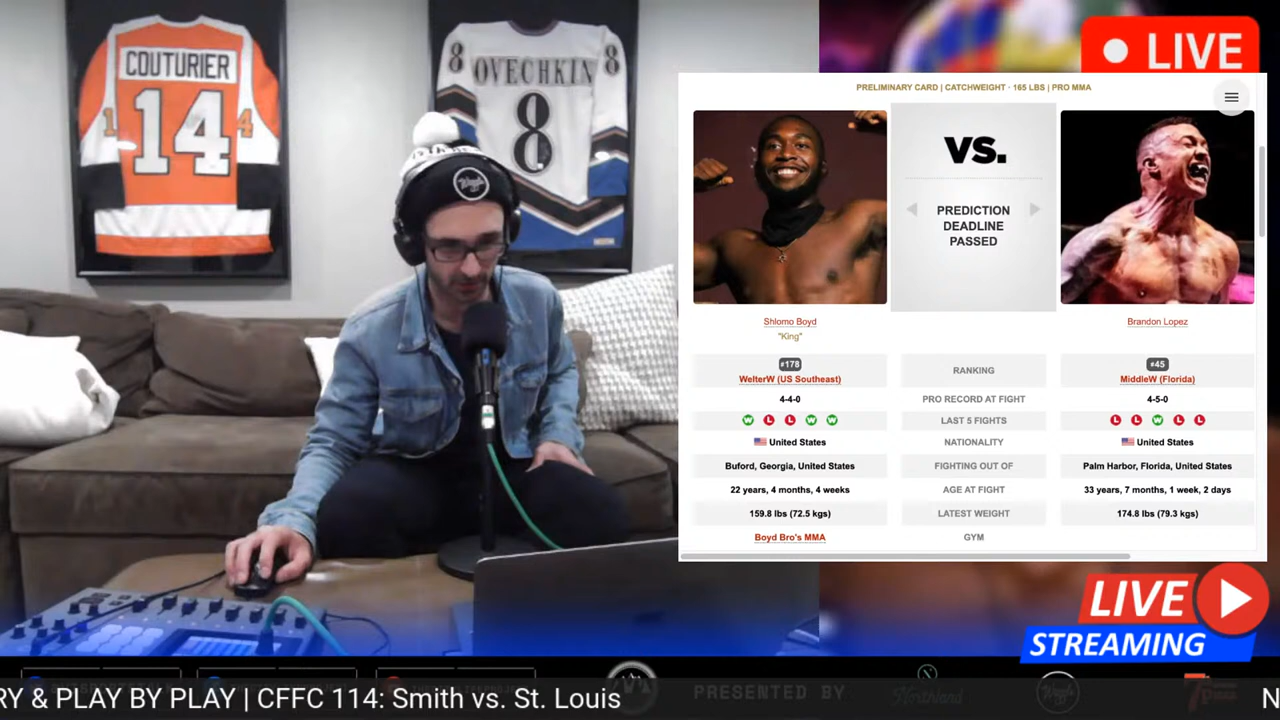 COUTURIER
14
1
4
8
8
OVECHKIN
8
LIVE
PRELIMINARY CARD | CATCHWEIGHT · 165 LBS | PRO MMA
VS.
PREDICTION
DEADLINE
PASSED
Shlomo Boyd
"King"
Brandon Lopez
#178
WelterW (US Southeast)
RANKING
#45
MiddleW (Florida)
4-4-0
PRO RECORD AT FIGHT
4-5-0
W L L W W
LAST 5 FIGHTS
L L W L L
United States
NATIONALITY
United States
Buford, Georgia, United States
FIGHTING OUT OF
Palm Harbor, Florida, United States
22 years, 4 months, 4 weeks
AGE AT FIGHT
33 years, 7 months, 1 week, 2 days
159.8 lbs (72.5 kgs)
LATEST WEIGHT
174.8 lbs (79.3 kgs)
Boyd Bro's MMA
GYM
LIVE
STREAMING
PRESENTED BY
Northland
RY & PLAY BY PLAY | CFFC 114: Smith vs. St. Louis
N